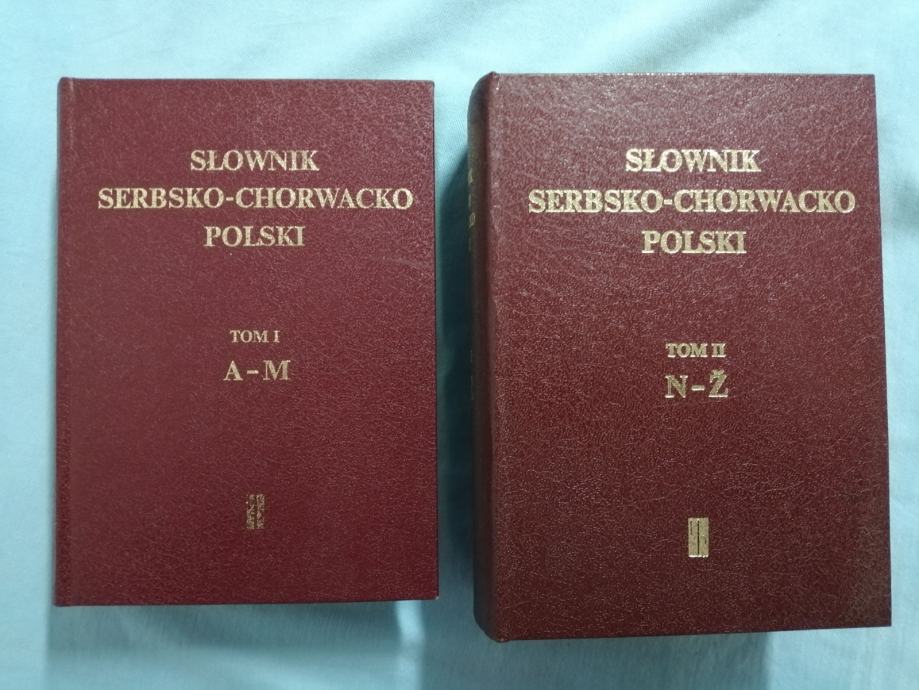 SŁOWNIK
SERBSKO-CHORWACKO
POLSKI
TOM I
A-M
SŁOWNIK
SERBSKO-CHORWACKO
POLSKI
TOM II
N-Ž